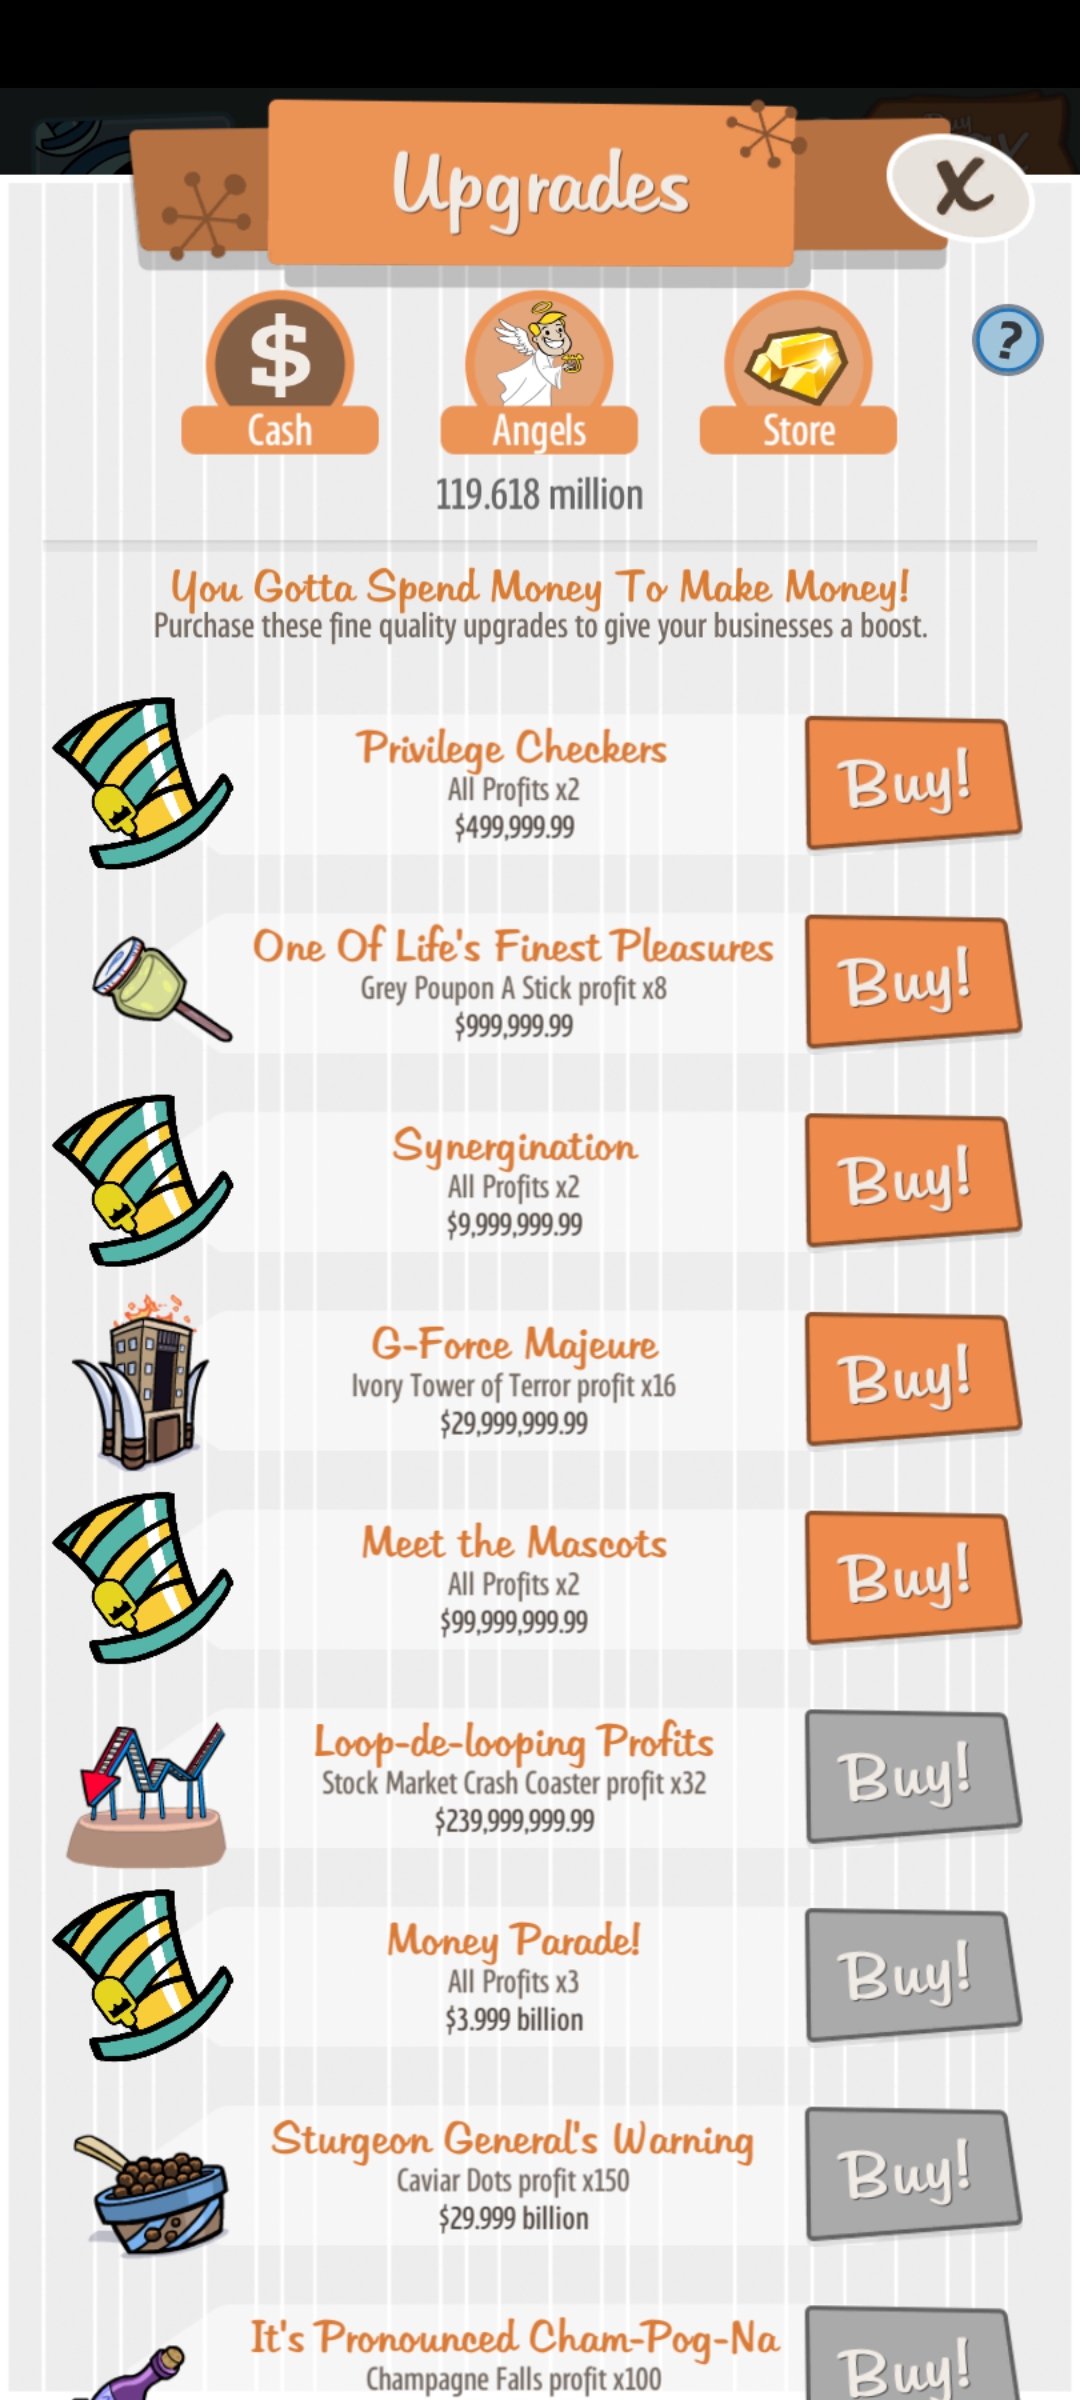 Upgrades
X
$
?
Cash
Angels
Store
119.618 million
You Gotta Spend Money To Make Money!
Purchase these fine quality upgrades to give your businesses a boost.
Privilege Checkers
All Profits x2
$499,999.99
Buy!
One Of Life's Finest Pleasures
Grey Poupon A Stick profit x8
$999,999.99
Buy!
Synergination
All Profits x2
$9,999,999.99
Buy!
G-Force Majeure
Ivory Tower of Terror profit x16
$29,999,999.99
Buy!
Meet the Mascots
All Profits x2
$99,999,999.99
Buy!
Loop-de-looping Profits
Stock Market Crash Coaster profit x32
$239,999,999.99
Buy!
Money Parade!
All Profits x3
$3.999 billion
Buy!
Sturgeon General's Warning
Caviar Dots profit x150
$29.999 billion
Buy!
It's Pronounced Cham-Pog-Na
Champagne Falls profit x100
Buy!